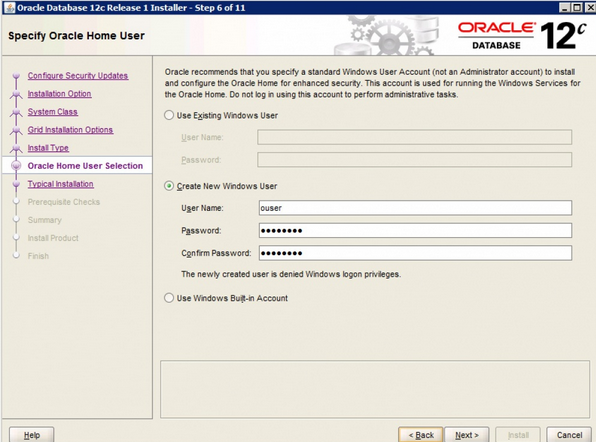 Oracle Database 12c Release 1 Installer - Step 6 of 11
Specify Oracle Home User
ORACLE
DATABASE
12c
Configure Security Updates
Installation Option
System Class
Grid Installation Options
Install Type
Oracle Home User Selection
Typical Installation
Prerequisite Checks
Summary
Install Product
Finish
Oracle recommends that you specify a standard Windows User Account (not an Administrator account) to install
and configure the Oracle Home for enhanced security. This account is used for running the Windows Services for
the Oracle Home. Do not log in using this account to perform administrative tasks.
Use Existing Windows User
User Name:
Password:
Create New Windows User
User Name: ouser
Password: ●●●●●●●●
Confirm Password: ●●●●●●●●
The newly created user is denied Windows logon privileges.
Use Windows Built-in Account
Help
< Back
Next >
Install
Cancel